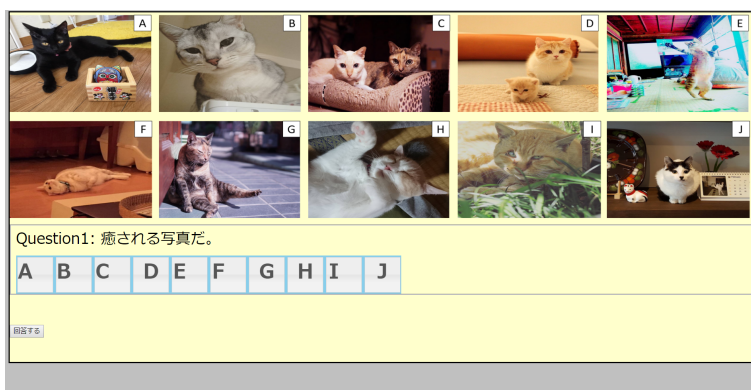 A B C D E
F G H I J
Question1: 癒される写真だ。
A B C D E F G H I J
回答する